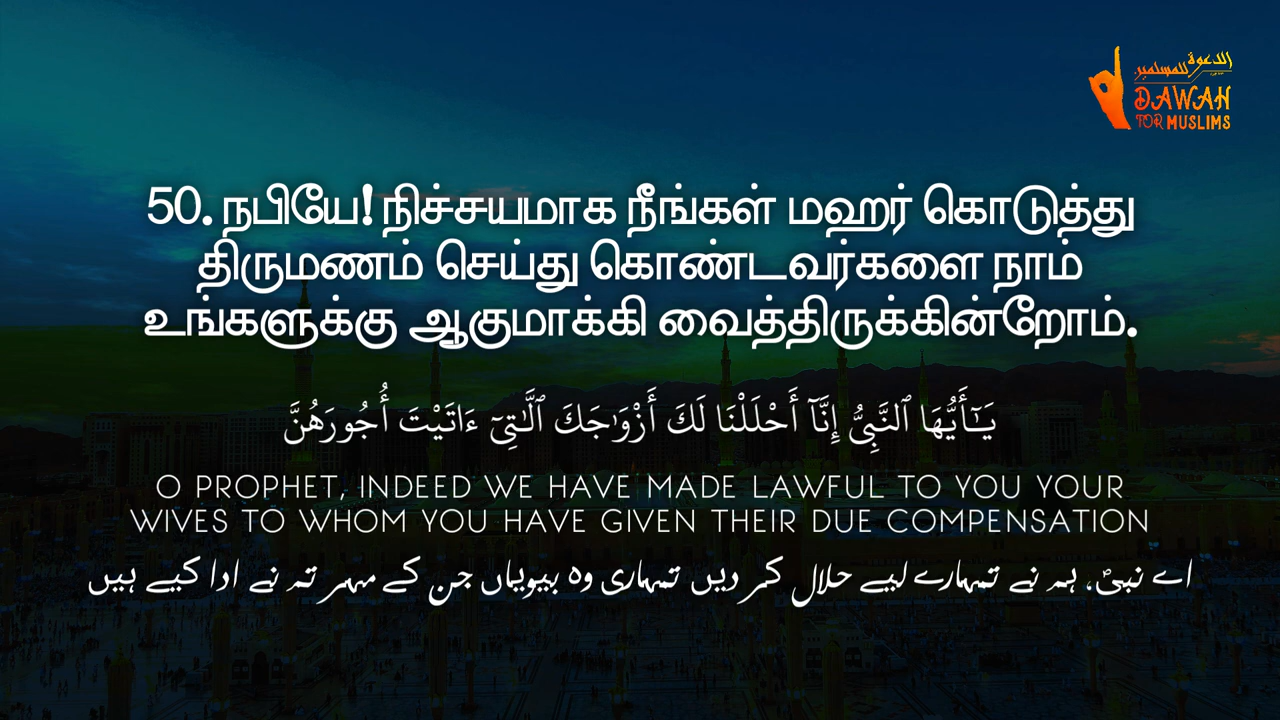 الدعوة للمسلمين
DAWAH
FOR MUSLIMS
50. நபியே! நிச்சயமாக நீங்கள் மஹர் கொடுத்து
திருமணம் செய்து கொண்டவர்களை நாம்
உங்களுக்கு ஆகுமாக்கி வைத்திருக்கின்றோம்.
يَـٰٓأَيُّهَا ٱلنَّبِىُّ إِنَّآ أَحْلَلْنَا لَكَ أَزْوَٰجَكَ ٱلَّـٰتِىٓ ءَاتَيْتَ أُجُورَهُنَّ
O PROPHET, INDEED WE HAVE MADE LAWFUL TO YOU YOUR
WIVES TO WHOM YOU HAVE GIVEN THEIR DUE COMPENSATION
اے نبیؐ، ہم نے تمہارے لیے حلال کر دیں تمہاری وہ بیویاں جن کے مہر تم نے ادا کیے ہیں